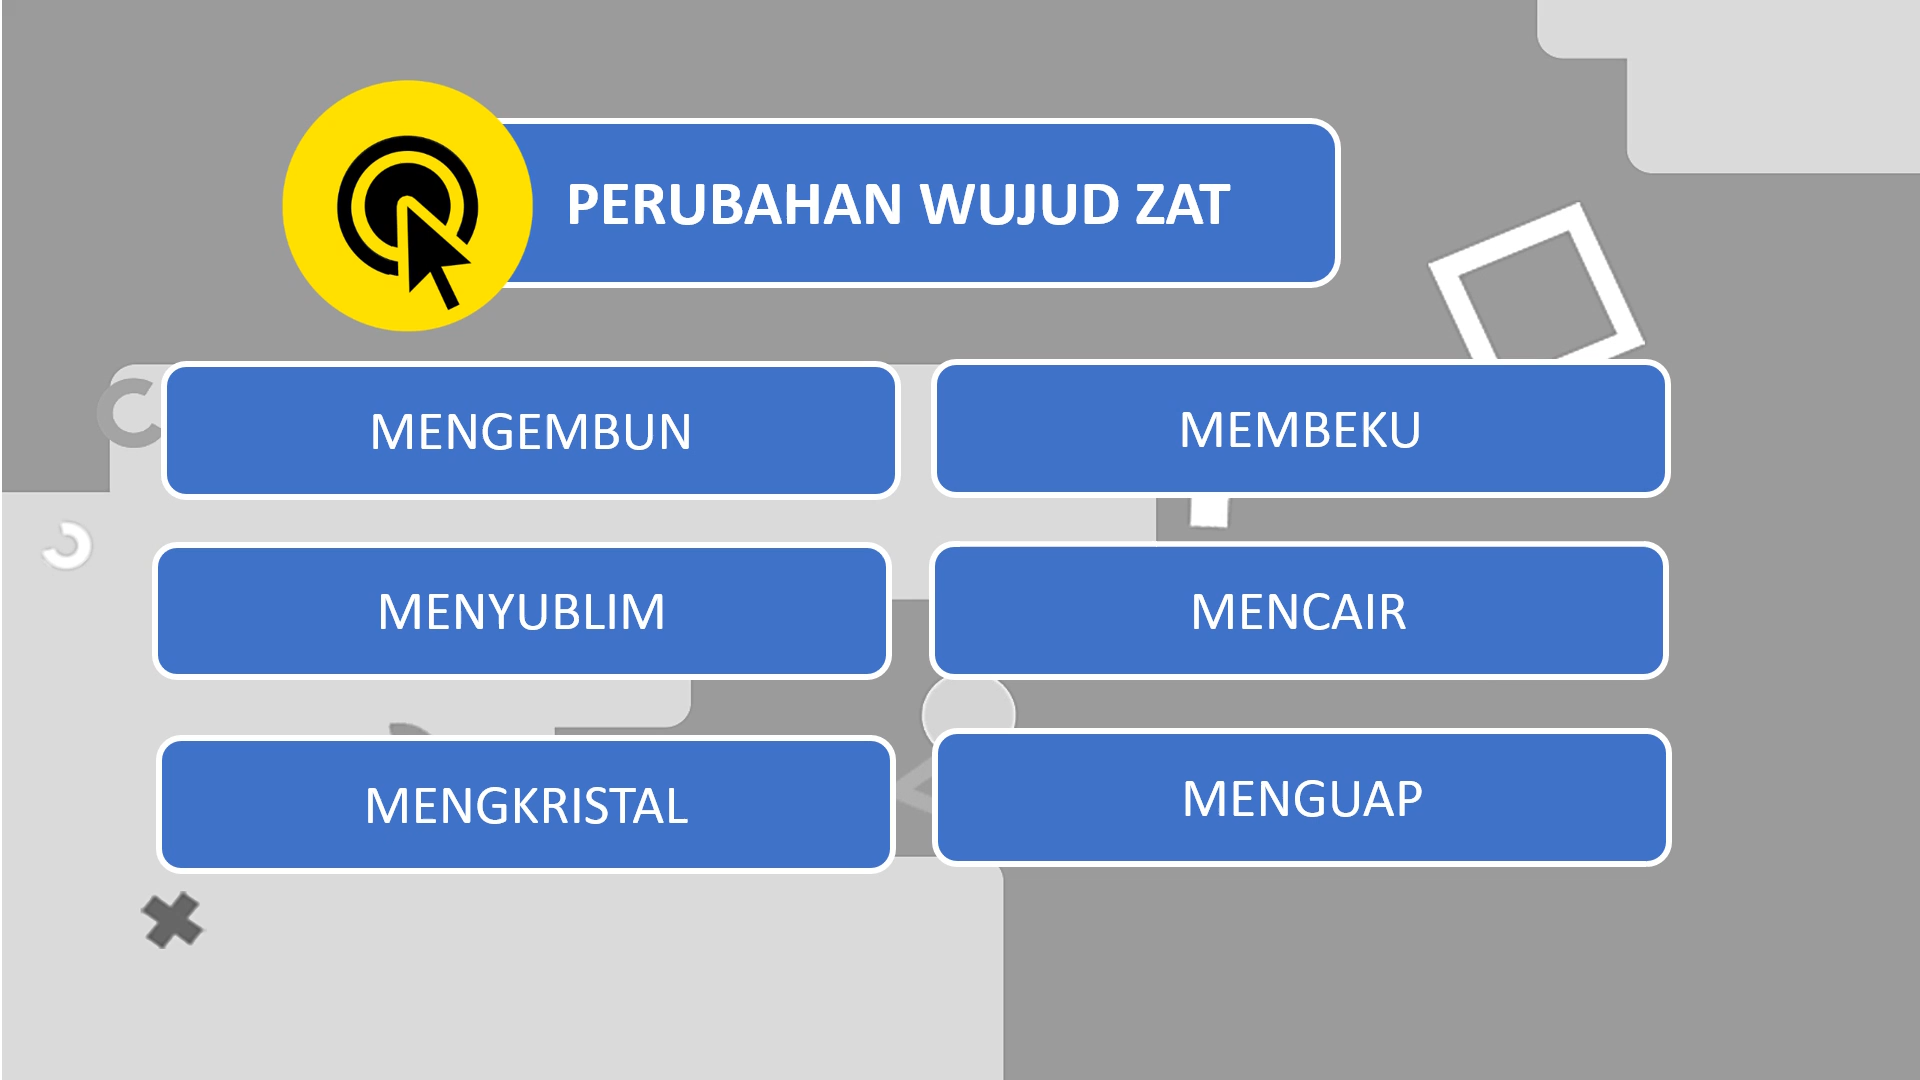 PERUBAHAN WUJUD ZAT
MENGEMBUN
MEMBEKU
MENYUBLIM
MENCAIR
MENGKRISTAL
MENGUAP